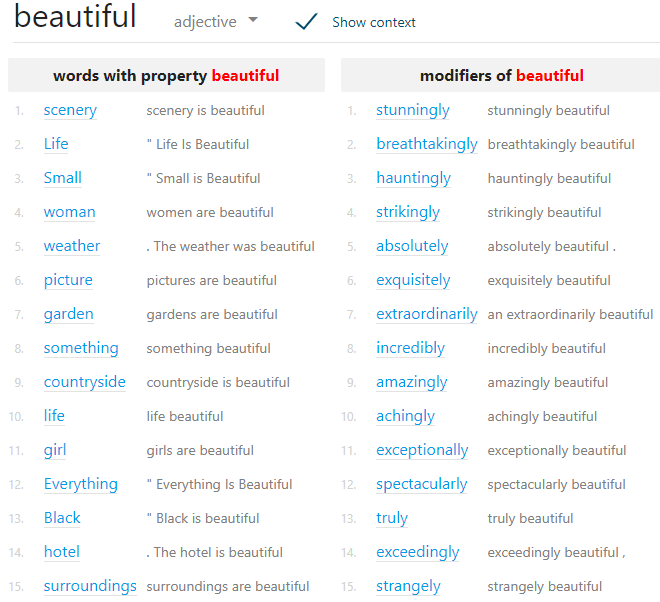 beautiful adjective Show context
words with property beautiful
1. scenery scenery is beautiful
2. Life " Life Is Beautiful
3. Small " Small is Beautiful
4. woman women are beautiful
5. weather . The weather was beautiful
6. picture pictures are beautiful
7. garden gardens are beautiful
8. something something beautiful
9. countryside countryside is beautiful
10. life life beautiful
11. girl girls are beautiful
12. Everything " Everything Is Beautiful
13. Black " Black is beautiful
14. hotel . The hotel is beautiful
15. surroundings surroundings are beautiful
modifiers of beautiful
1. stunningly stunningly beautiful
2. breathtakingly breathtakingly beautiful
3. hauntingly hauntingly beautiful
4. strikingly strikingly beautiful
5. absolutely absolutely beautiful .
6. exquisitely exquisitely beautiful
7. extraordinarily an extraordinarily beautiful
8. incredibly incredibly beautiful
9. amazingly amazingly beautiful
10. achingly achingly beautiful
11. exceptionally exceptionally beautiful
12. spectacularly spectacularly beautiful
13. truly truly beautiful
14. exceedingly exceedingly beautiful ,
15. strangely strangely beautiful